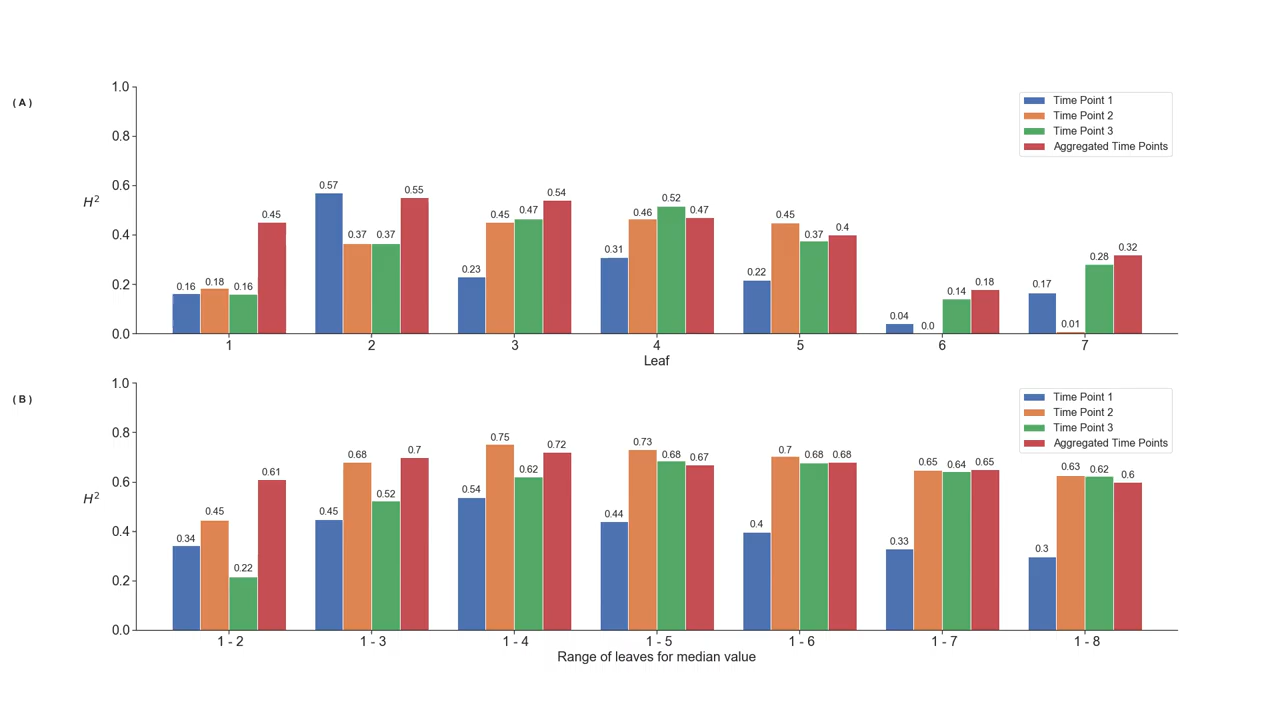 ( A )
1.0
0.8
0.6
0.4
0.2
0.0
H²
0.16 0.18 0.16 0.45
0.57 0.37 0.37 0.55
0.23 0.45 0.47 0.54
0.31 0.46 0.52 0.47
0.22 0.45 0.37 0.4
0.04 0.0 0.14 0.18
0.17 0.01 0.28 0.32
Time Point 1
Time Point 2
Time Point 3
Aggregated Time Points
1 2 3 4 5 6 7
Leaf
( B )
1.0
0.8
0.6
0.4
0.2
0.0
H²
0.34 0.45 0.22 0.61
0.45 0.68 0.52 0.7
0.54 0.75 0.62 0.72
0.44 0.73 0.68 0.67
0.4 0.7 0.68 0.68
0.33 0.65 0.64 0.65
0.3 0.63 0.62 0.6
Time Point 1
Time Point 2
Time Point 3
Aggregated Time Points
1 - 2 1 - 3 1 - 4 1 - 5 1 - 6 1 - 7 1 - 8
Range of leaves for median value